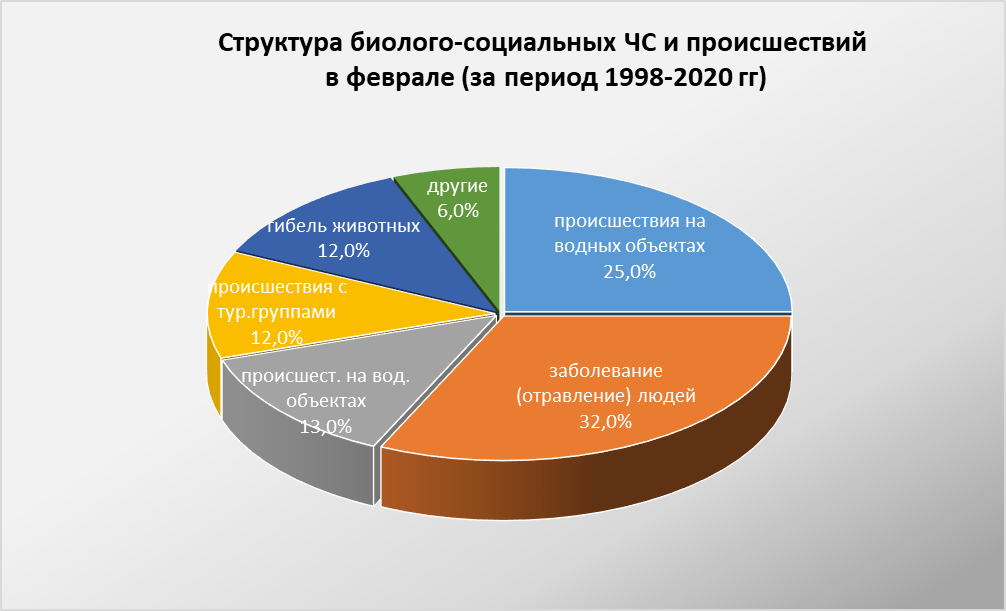 Структура биолого-социальных ЧС и происшествий
в феврале (за период 1998-2020 гг)
другие
6,0%
происшествия на
водных объектах
25,0%
гибель животных
12,0%
происшествия с
тур.группами
12,0%
заболевание
(отравление) людей
32,0%
происшест. на вод.
объектах
13,0%